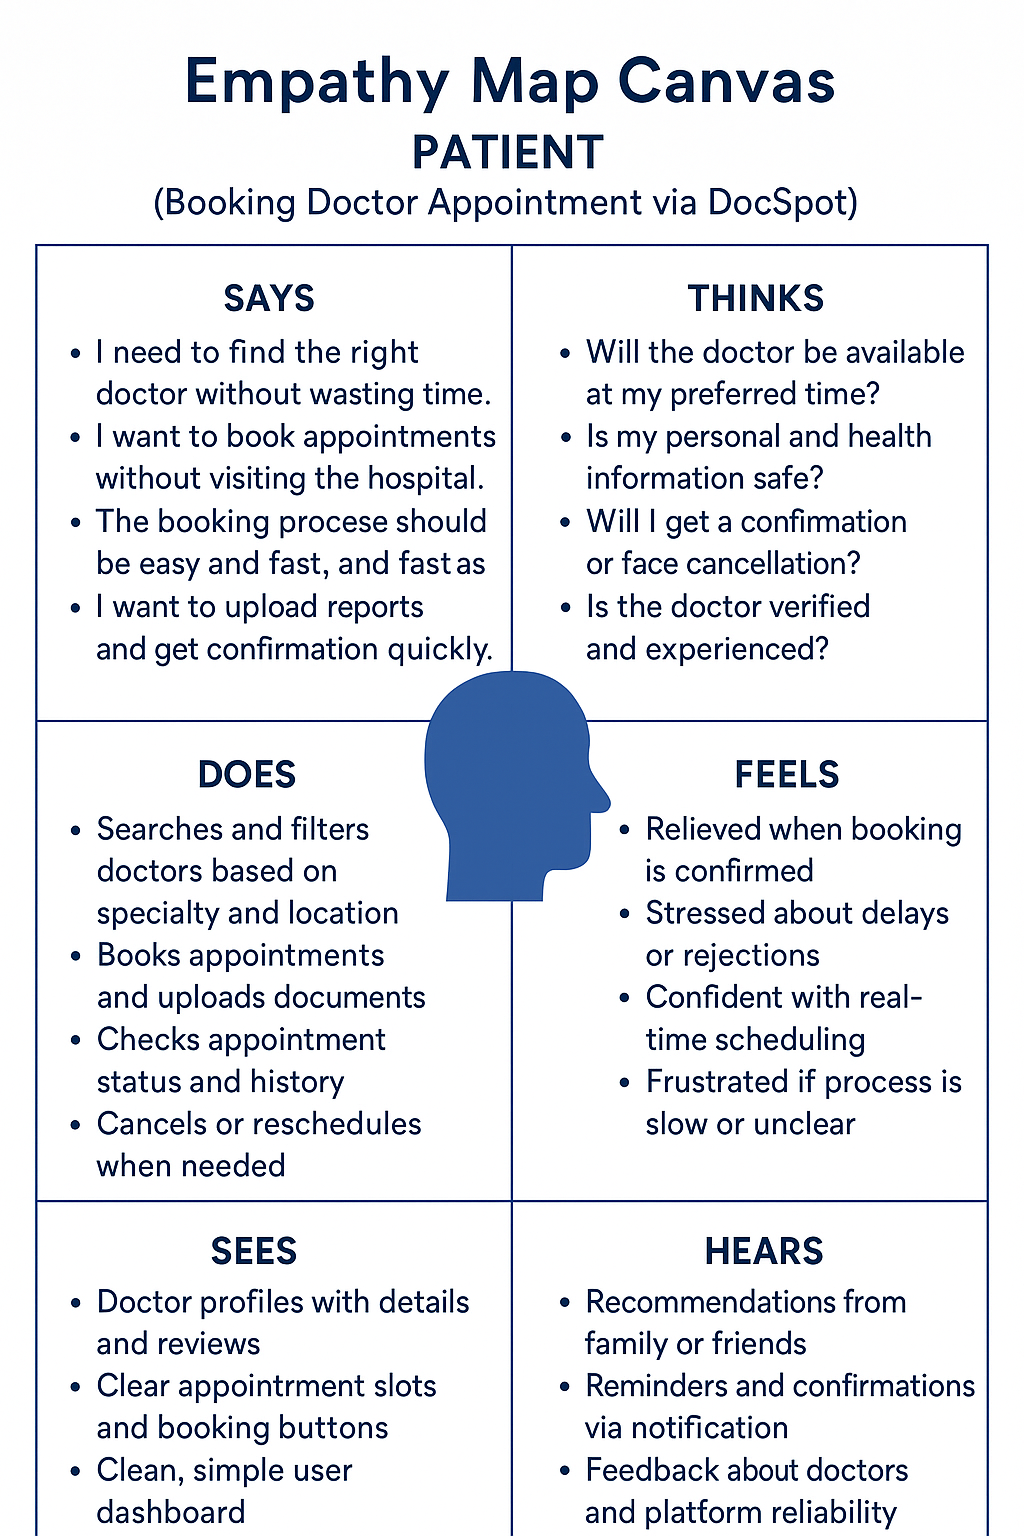 Empathy Map Canvas
PATIENT
(Booking Doctor Appointment via DocSpot)
SAYS
• I need to find the right
doctor without wasting time.
• I want to book appointments
without visiting the hospital.
• The booking procese should
be easy and fast, and fast as
• I want to upload reports
and get confirmation quickly.
THINKS
• Will the doctor be available
at my preferred time?
• Is my personal and health
information safe?
• Will I get a confirmation
or face cancellation?
• Is the doctor verified
and experienced?
DOES
• Searches and filters
doctors based on
specialty and location
• Books appointments
and uploads documents
• Checks appointment
status and history
• Cancels or reschedules
when needed
FEELS
• Relieved when booking
is confirmed
• Stressed about delays
or rejections
• Confident with real-
time scheduling
• Frustrated if process is
slow or unclear
SEES
• Doctor profiles with details
and reviews
• Clear appointrment slots
and booking buttons
• Clean, simple user
dashboard
HEARS
• Recommendations from
family or friends
• Reminders and confirmations
via notification
• Feedback about doctors
and platform reliability